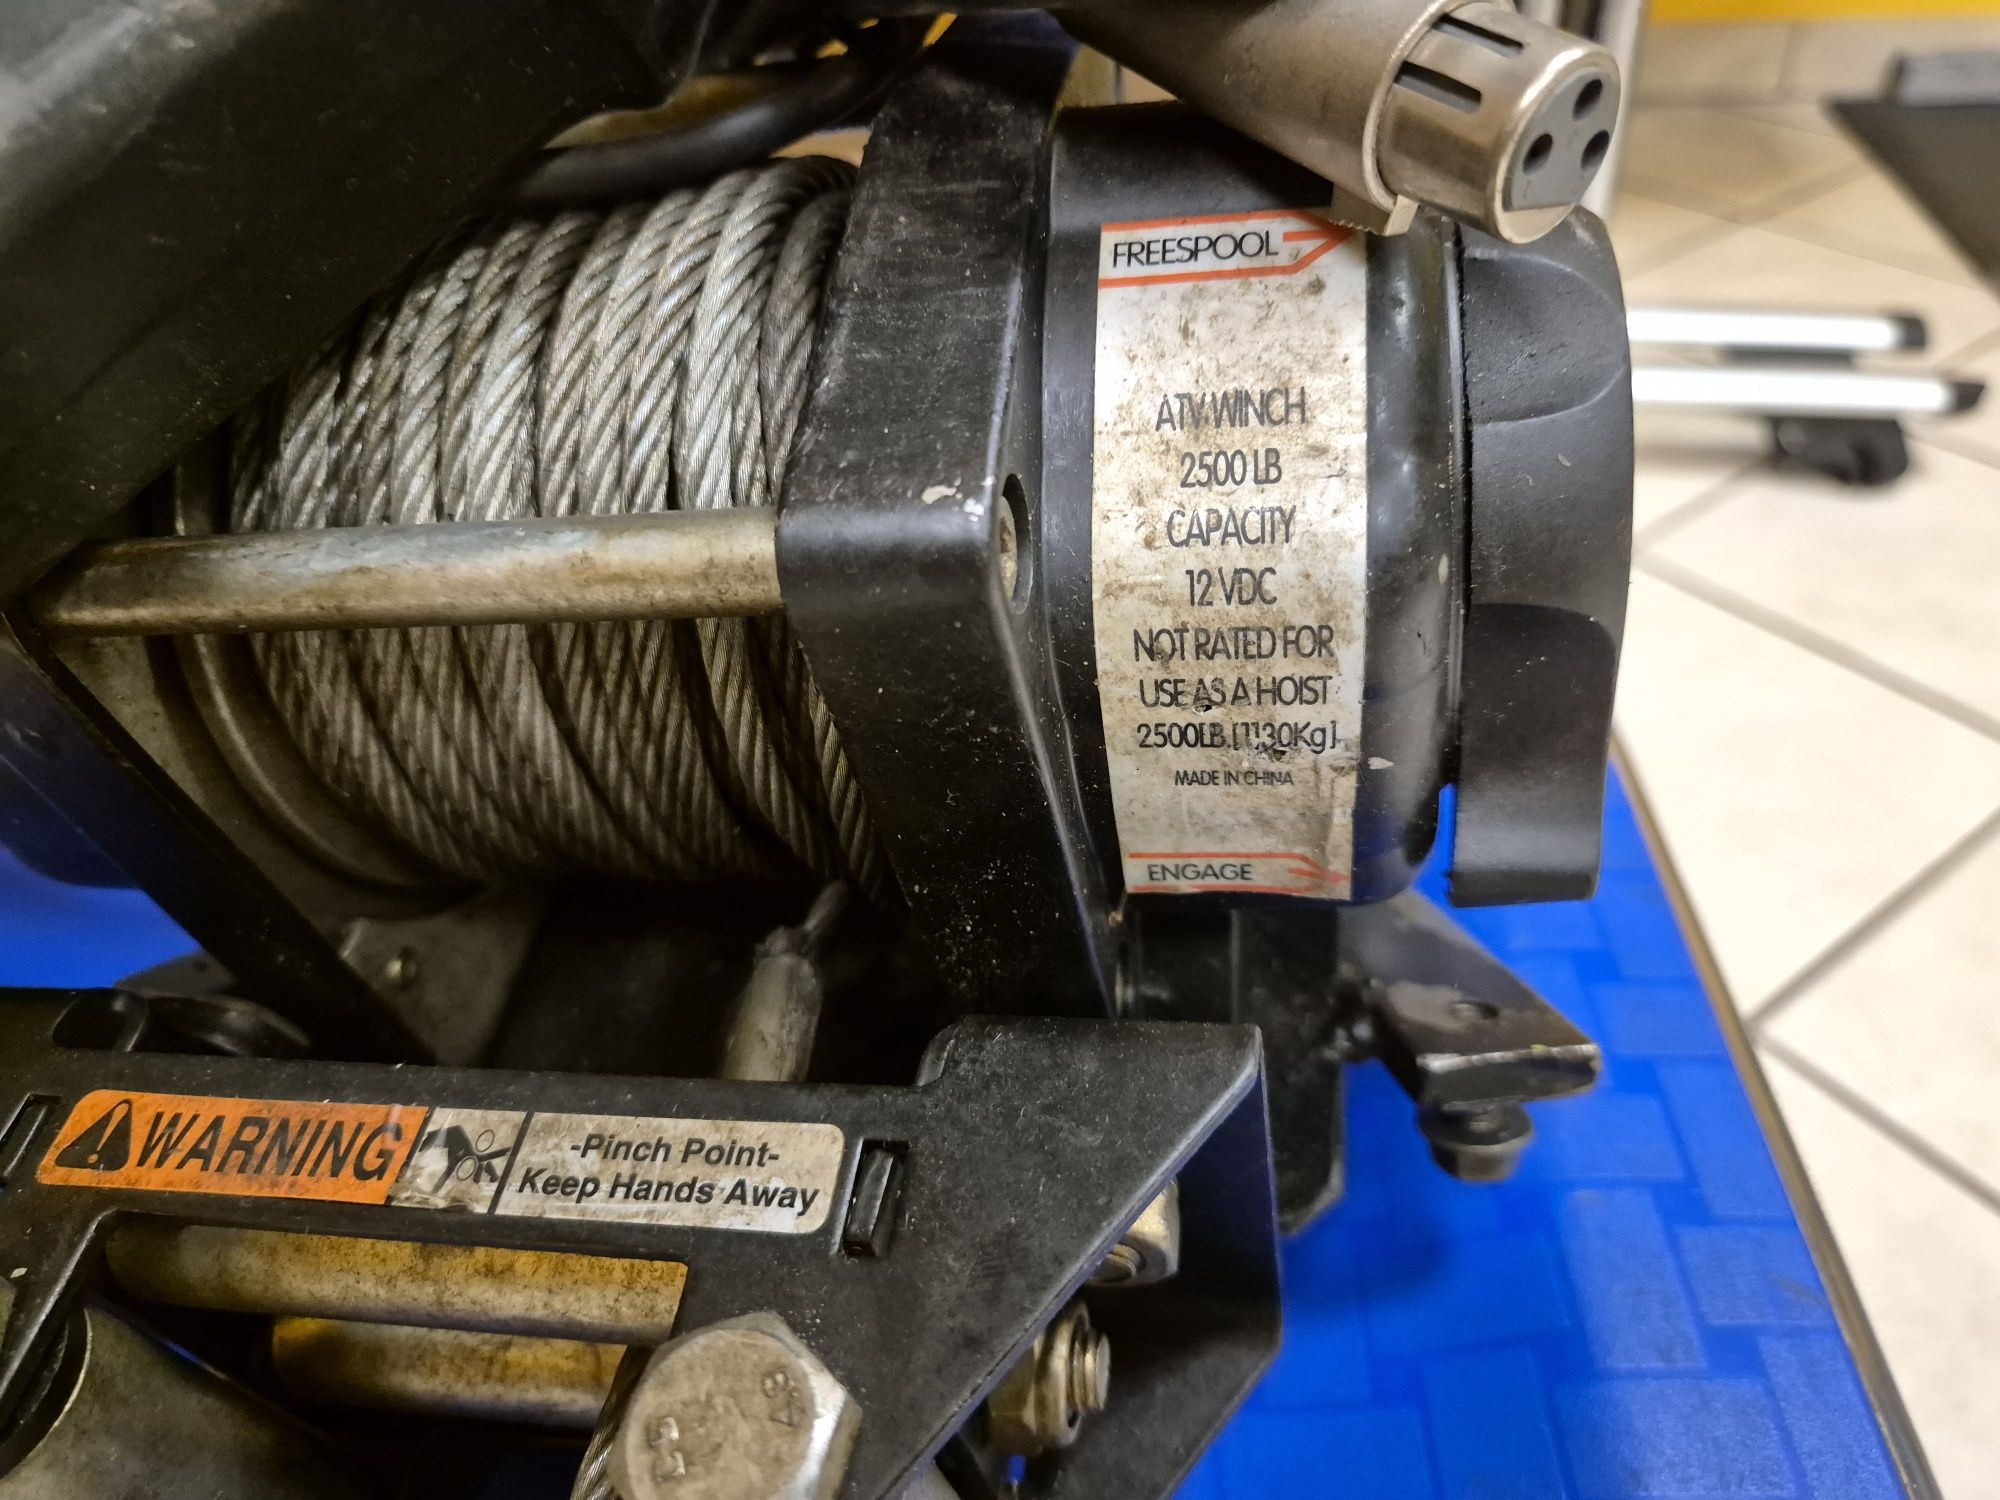 FREESPOOL
ATV WINCH
2500 LB
CAPACITY
12 VDC
NOT RATED FOR
USE AS A HOIST
2500LB.[1130Kg]
MADE IN CHINA
ENGAGE
WARNING
-Pinch Point-
Keep Hands Away